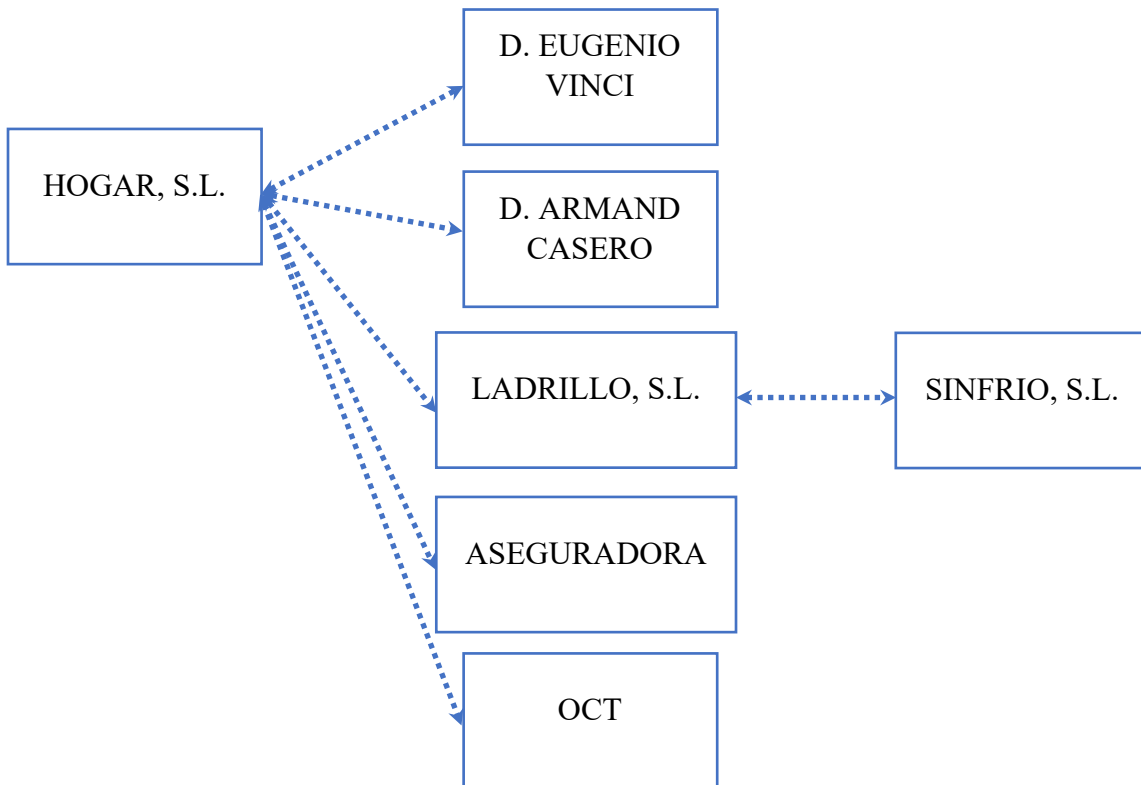 D. EUGENIO
VINCI
HOGAR, S.L.
D. ARMAND
CASERO
LADRILLO, S.L.
SINFRIO, S.L.
ASEGURADORA
OCT